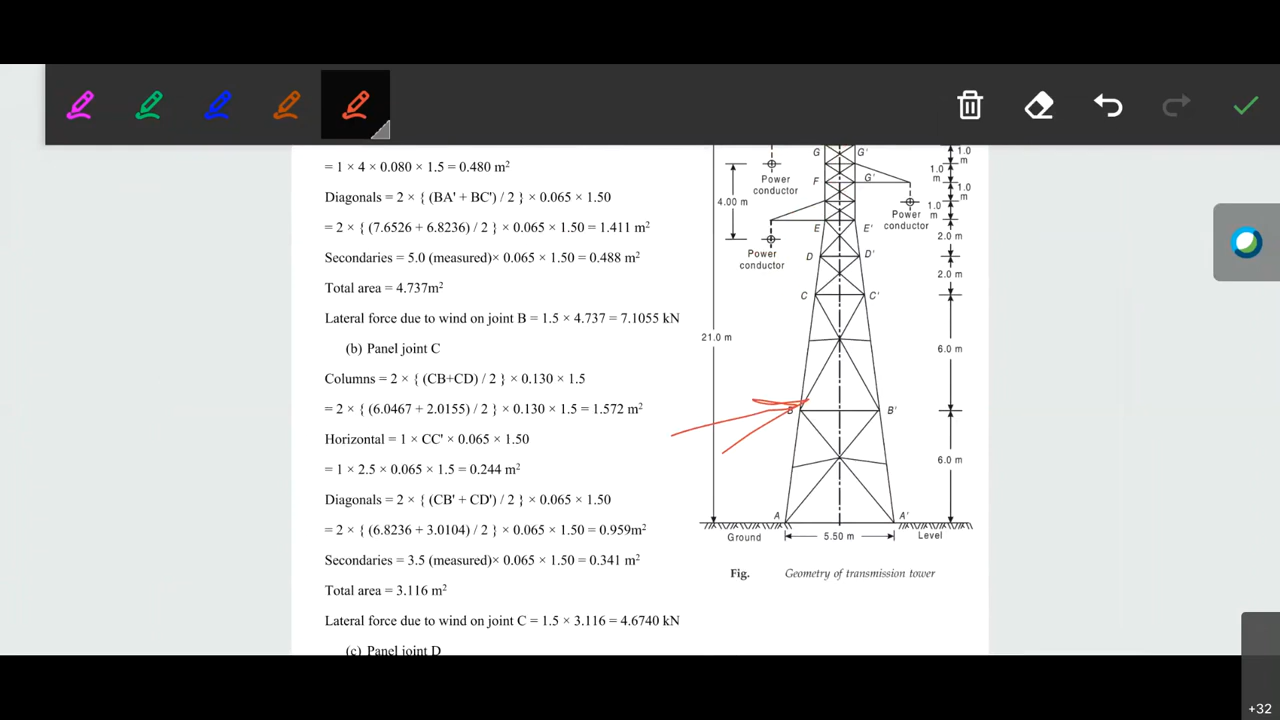 = 1 × 4 × 0.080 × 1.5 = 0.480 m²
Diagonals = 2 × { (BA' + BC') / 2 } × 0.065 × 1.50
= 2 × { (7.6526 + 6.8236) / 2 } × 0.065 × 1.50 = 1.411 m²
Secondaries = 5.0 (measured)× 0.065 × 1.50 = 0.488 m²
Total area = 4.737m²
Lateral force due to wind on joint B = 1.5 × 4.737 = 7.1055 kN
(b) Panel joint C
Columns = 2 × { (CB+CD) / 2 } × 0.130 × 1.5
= 2 × { (6.0467 + 2.0155) / 2 } × 0.130 × 1.5 = 1.572 m²
Horizontal = 1 × CC' × 0.065 × 1.50
= 1 × 2.5 × 0.065 × 1.5 = 0.244 m²
Diagonals = 2 × { (CB' + CD') / 2 } × 0.065 × 1.50
= 2 × { (6.8236 + 3.0104) / 2 } × 0.065 × 1.50 = 0.959m²
Secondaries = 3.5 (measured)× 0.065 × 1.50 = 0.341 m²
Total area = 3.116 m²
Lateral force due to wind on joint C = 1.5 × 3.116 = 4.6740 kN
(c) Panel joint D
G G' 1.0
m
1.0
m
Power
conductor
F G' 1.0
m
4.00 m
1.0
m
Power
conductor
E E' 2.0 m
Power
conductor
D D'
2.0 m
C C'
21.0 m
6.0 m
B B'
6.0 m
A A'
Ground 5.50 m Level
Fig. Geometry of transmission tower
+32